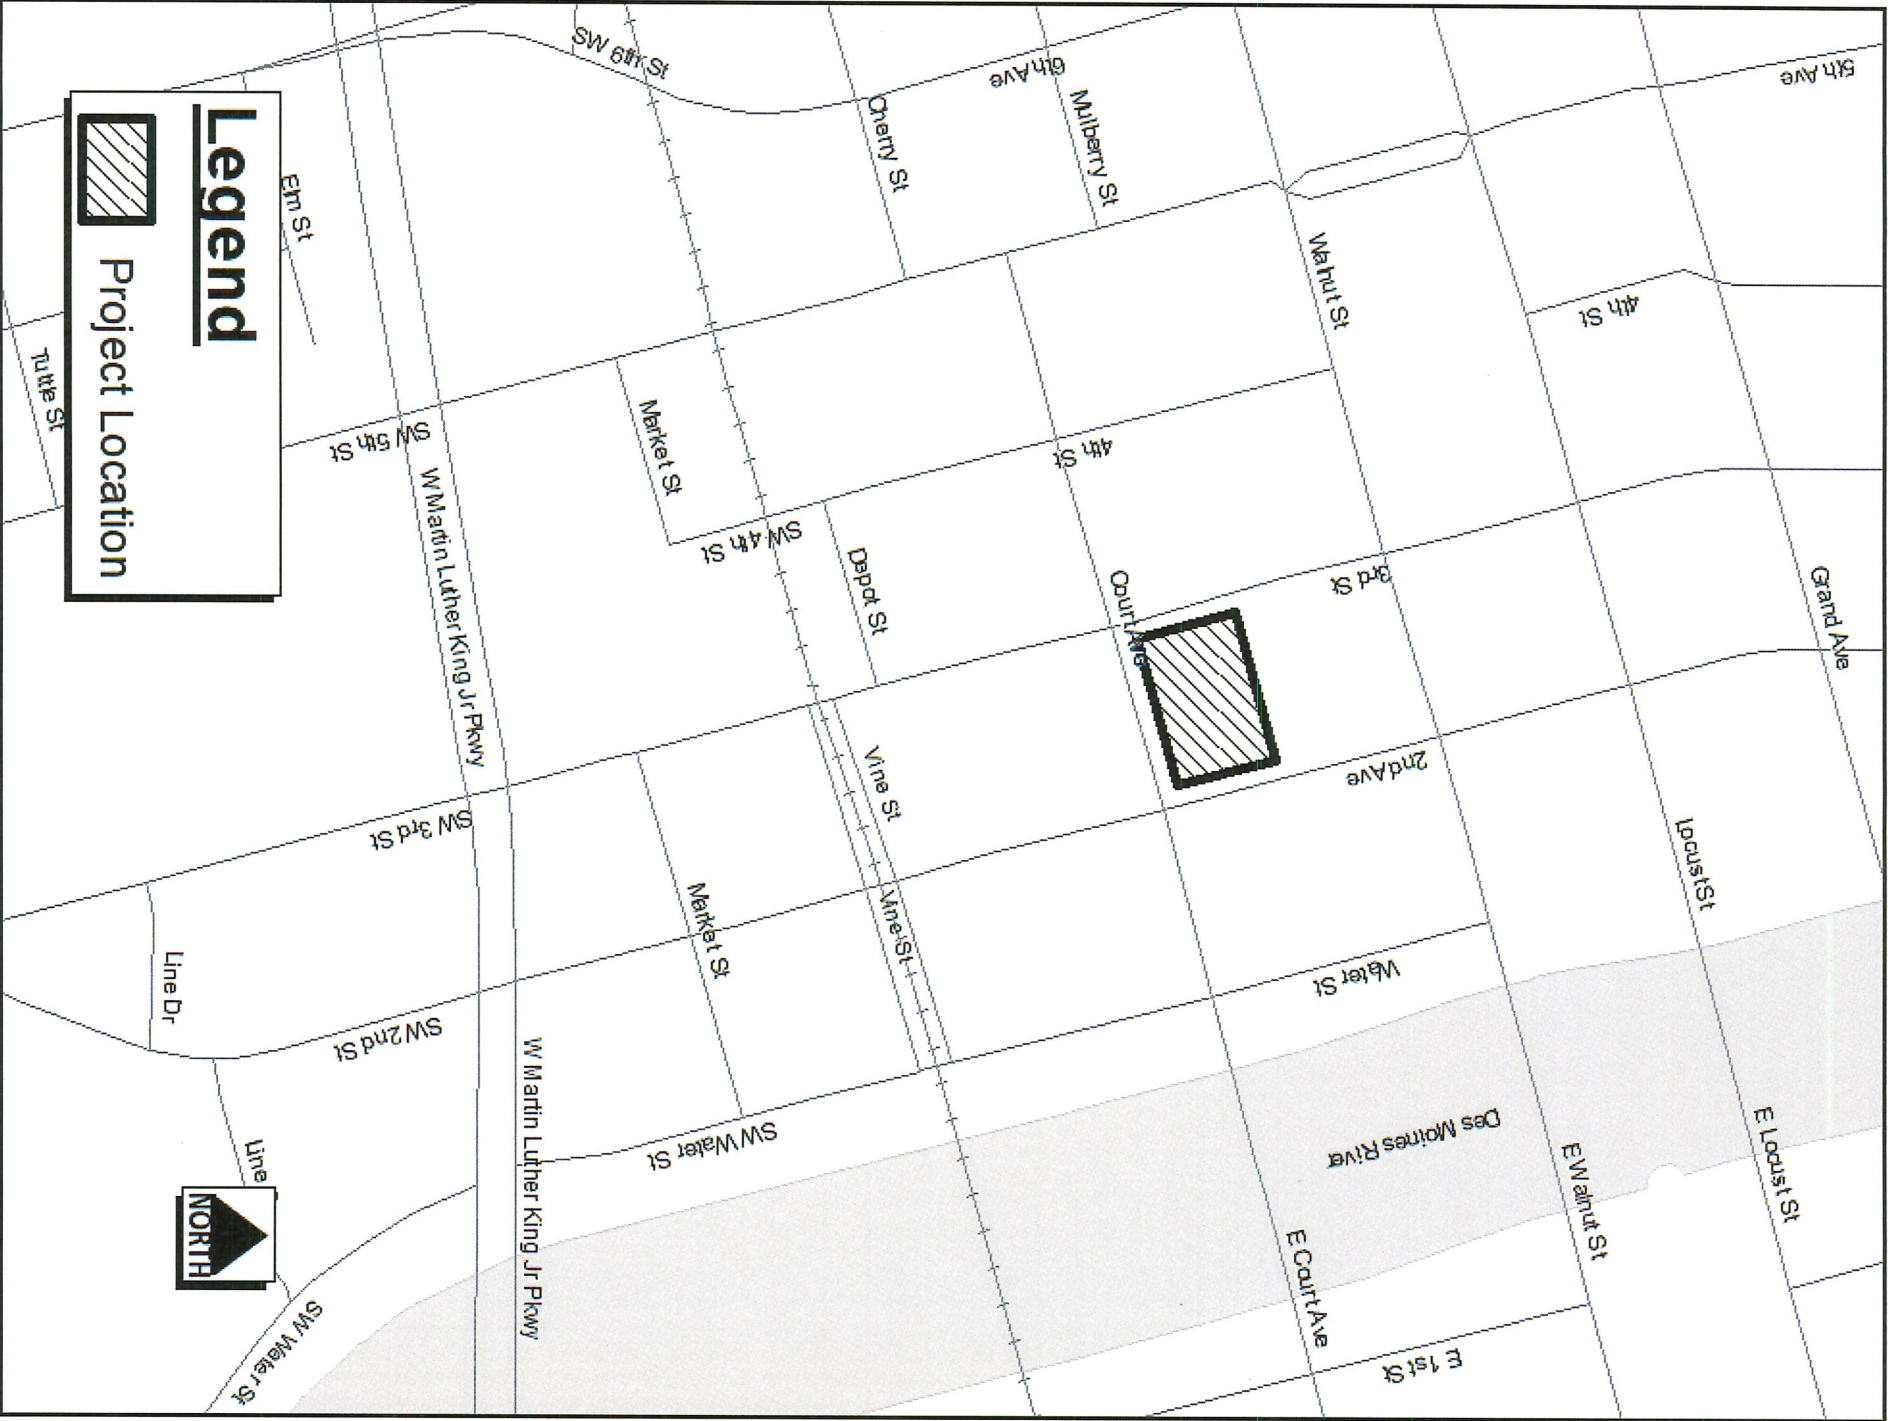 SW 6th St
6th Ave
5th Ave
Cherry St
Mulberry St
Walnut St
4th St
Elm St
Legend
Project Location
Tuttle St
SW 5th St
Market St
4th St
SW 4th St
Depot St
W Martin Luther King Jr Pkwy
Court Ave
3rd St
Grand Ave
2nd Ave
Vine St
SW 3rd St
Market St
Vine St
Locust St
Line Dr
SW 2nd St
Water St
W Martin Luther King Jr Pkwy
SW Water St
Des Moines River
E Walnut St
E Locust St
Line
NORTH
E Court Ave
SW Water St
E 1st St